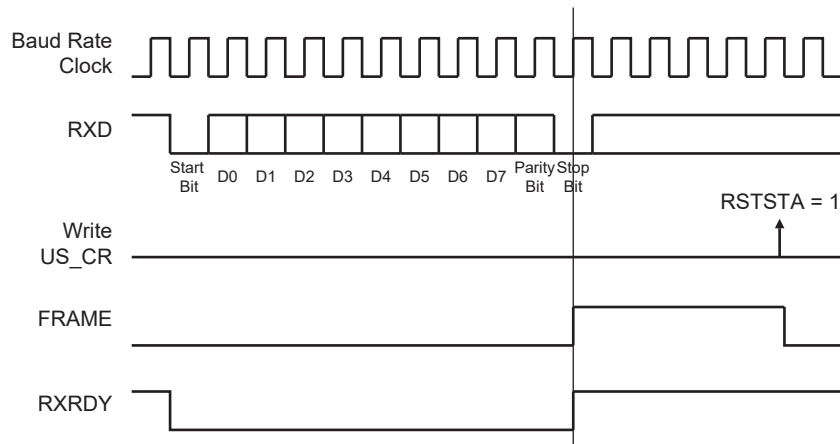 Baud Rate
Clock
RXD
Start
Bit
D0
D1
D2
D3
D4
D5
D6
D7
Parity
Bit
Stop
Bit
RSTSTA = 1
Write
US_CR
FRAME
RXRDY